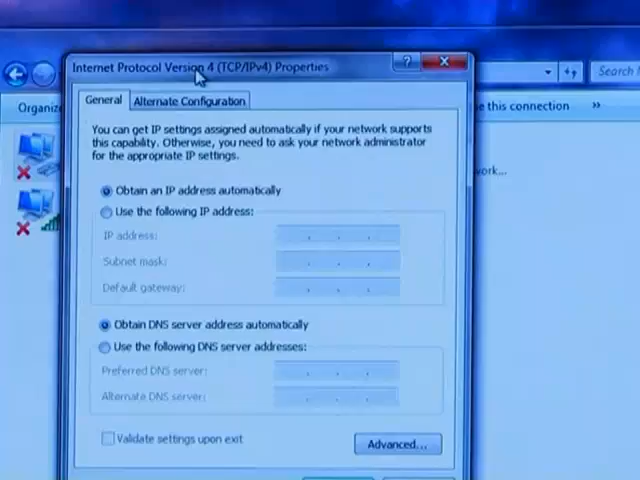 Internet Protocol Version 4 (TCP/IPv4) Properties
?
Search
Organize
General
Alternate Configuration
e this connection
»
You can get IP settings assigned automatically if your network supports
this capability. Otherwise, you need to ask your network administrator
for the appropriate IP settings.
work...
Obtain an IP address automatically
Use the following IP address:
IP address:
Subnet mask:
Default gateway:
Obtain DNS server address automatically
Use the following DNS server addresses:
Preferred DNS server:
Alternate DNS server:
Validate settings upon exit
Advanced...